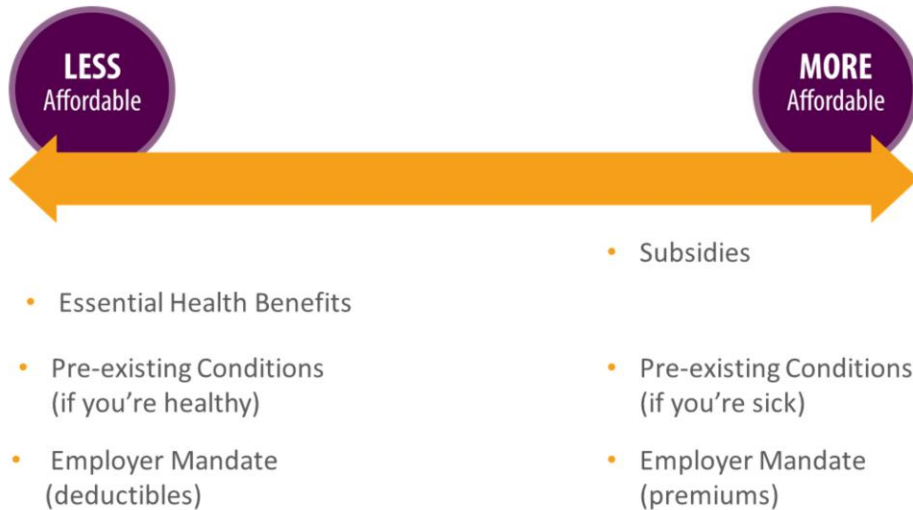 LESS
Affordable
MORE
Affordable
• Subsidies
• Essential Health Benefits
• Pre-existing Conditions
(if you’re healthy)
• Pre-existing Conditions
(if you’re sick)
• Employer Mandate
(deductibles)
• Employer Mandate
(premiums)